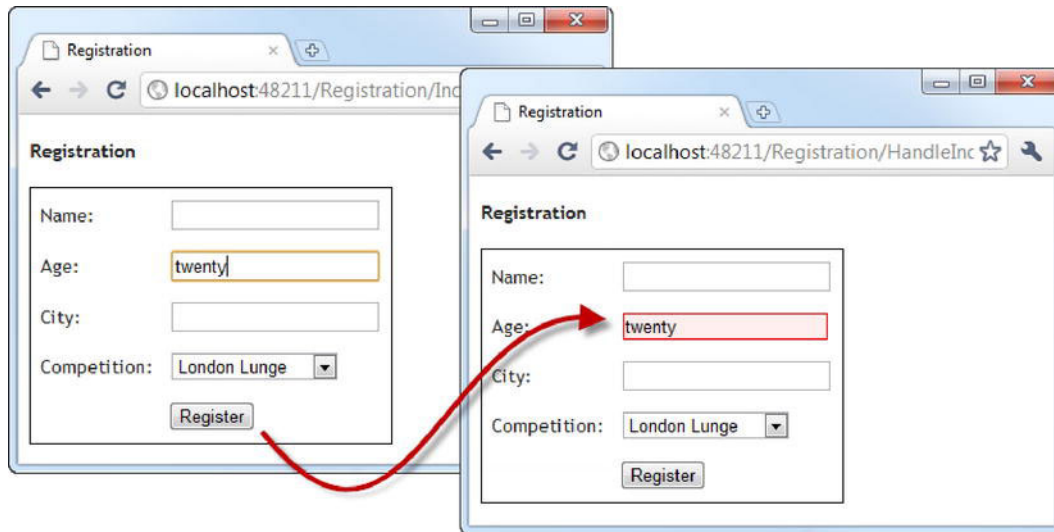 Registration
localhost:48211/Registration/Inc
Registration
Name:
Age: twenty
City:
Competition: London Lunge
Register
Registration
localhost:48211/Registration/HandleInc
Registration
Name:
Age: twenty
City:
Competition: London Lunge
Register